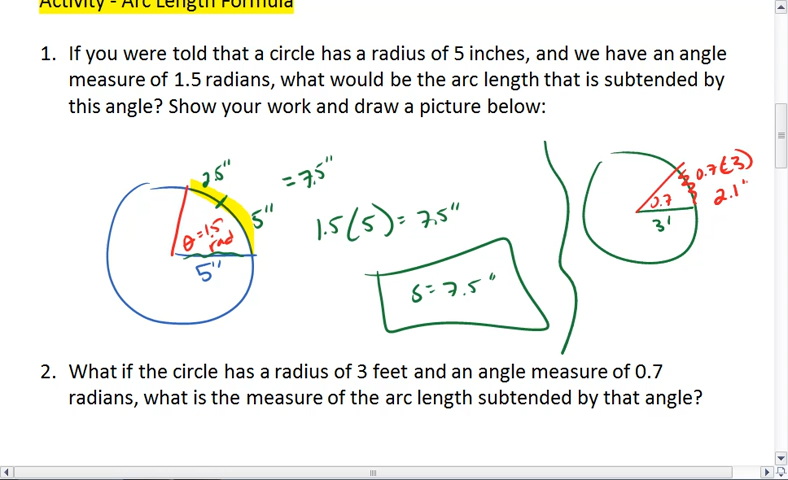 Activity - Arc Length Formula
1. If you were told that a circle has a radius of 5 inches, and we have an angle
measure of 1.5 radians, what would be the arc length that is subtended by
this angle? Show your work and draw a picture below:
2.5"
= 7.5"
5"
θ=1.5
rad
5"
1.5(5) = 7.5"
s = 7.5"
0.7(3)
2.1'
0.7
3'
2. What if the circle has a radius of 3 feet and an angle measure of 0.7
radians, what is the measure of the arc length subtended by that angle?